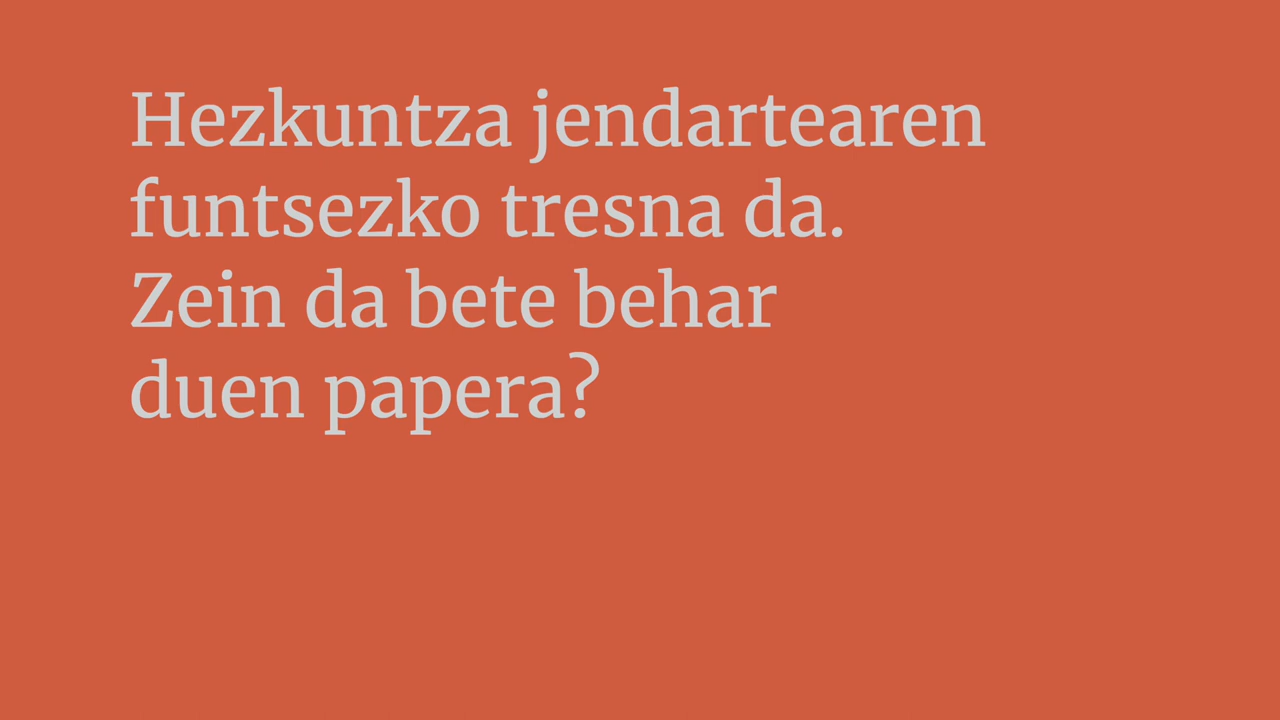 Hezkuntza jendartearen
funtsezko tresna da.
Zein da bete behar
duen papera?